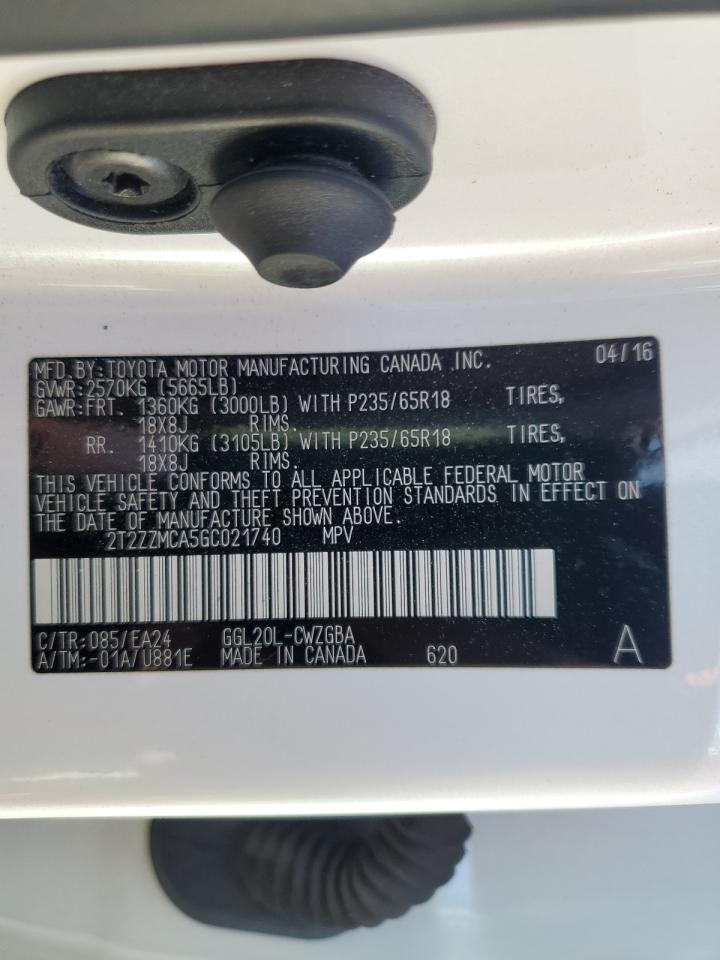 MFD.BY:TOYOTA MOTOR MANUFACTURING CANADA INC. 04/16
GVWR:2570KG (5665LB)
GAWR:FRT. 1360KG (3000LB) WITH P235/65R18 TIRES,
18X8J RIMS.
RR. 1410KG (3105LB) WITH P235/65R18 TIRES,
18X8J RIMS.
THIS VEHICLE CONFORMS TO ALL APPLICABLE FEDERAL MOTOR
VEHICLE SAFETY AND THEFT PREVENTION STANDARDS IN EFFECT ON
THE DATE OF MANUFACTURE SHOWN ABOVE.
2T2ZZMCA5GC021740 MPV
C/TR:085/EA24 GGL20L-CWZGBA
A/TM:-01A/U881E MADE IN CANADA 620 A